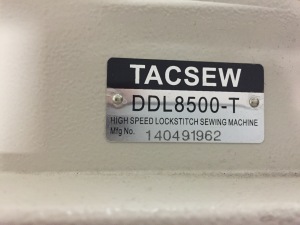 TACSEW
DDL8500-T
HIGH SPEED LOCKSTITCH SEWING MACHINE
Mfg No. 140491962